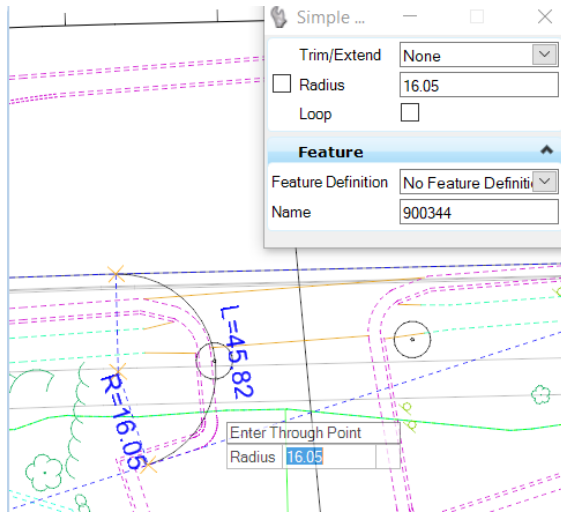 Simple ...
Trim/Extend None
Radius 16.05
Loop
Feature
Feature Definition No Feature Definiti
Name 900344
L=45.82
R=16.05
Enter Through Point
Radius 16.05